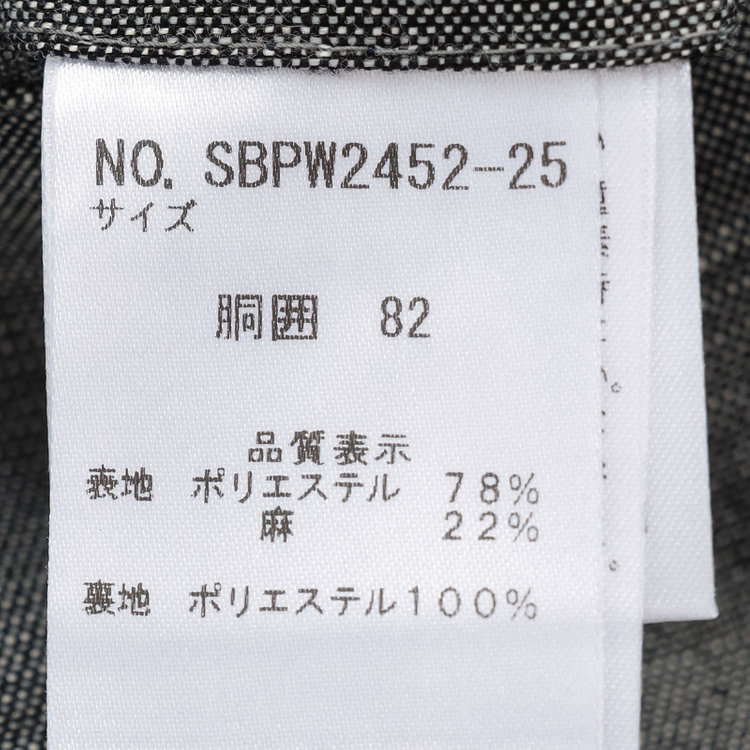 NO. SBPW2452-25
サイズ
胴囲 82
品質表示
表地 ポリエステル 78%
麻 22%
裏地 ポリエステル100%